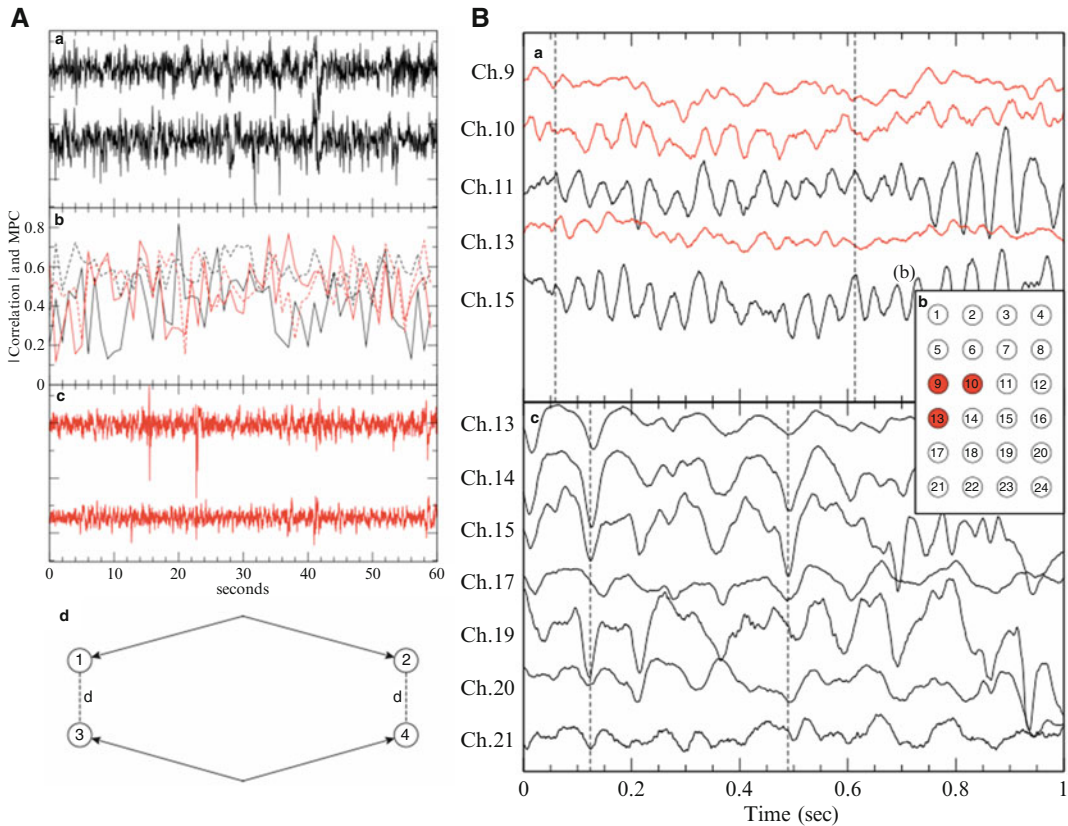 A
a
b
| Correlation | and MPC
0.8
0.6
0.4
0.2
0
c
0 10 20 30 40 50 60
seconds
d
1 2
d d
3 4
B
a
Ch.9
Ch.10
Ch.11
Ch.13
Ch.15
(b)
b
1 2 3 4
5 6 7 8
9 10 11 12
13 14 15 16
17 18 19 20
21 22 23 24
c
Ch.13
Ch.14
Ch.15
Ch.17
Ch.19
Ch.20
Ch.21
0 0.2 0.4 0.6 0.8 1
Time (sec)